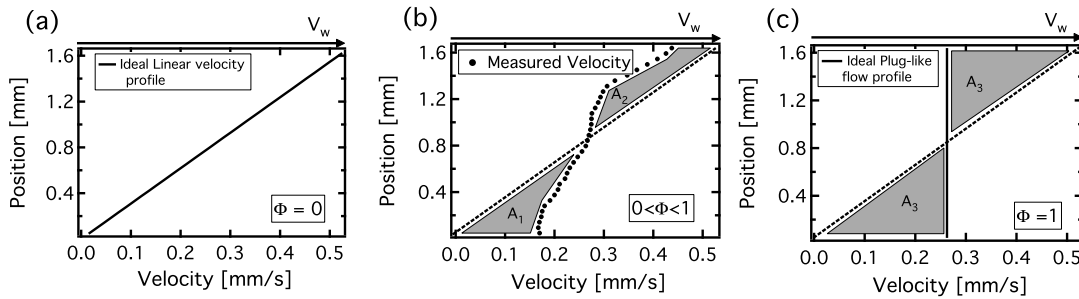 (a)
V_w
Position [mm]
1.6
1.2
0.8
0.4
Ideal Linear velocity
profile
Φ = 0
0.0 0.1 0.2 0.3 0.4 0.5
Velocity [mm/s]
(b)
V_w
Position [mm]
1.6
1.2
0.8
0.4
Measured Velocity
A_2
A_1
0<Φ<1
0.0 0.1 0.2 0.3 0.4 0.5
Velocity [mm/s]
(c)
V_w
Position [mm]
1.6
1.2
0.8
0.4
Ideal Plug-like
flow profile
A_3
A_3
Φ =1
0.0 0.1 0.2 0.3 0.4 0.5
Velocity [mm/s]